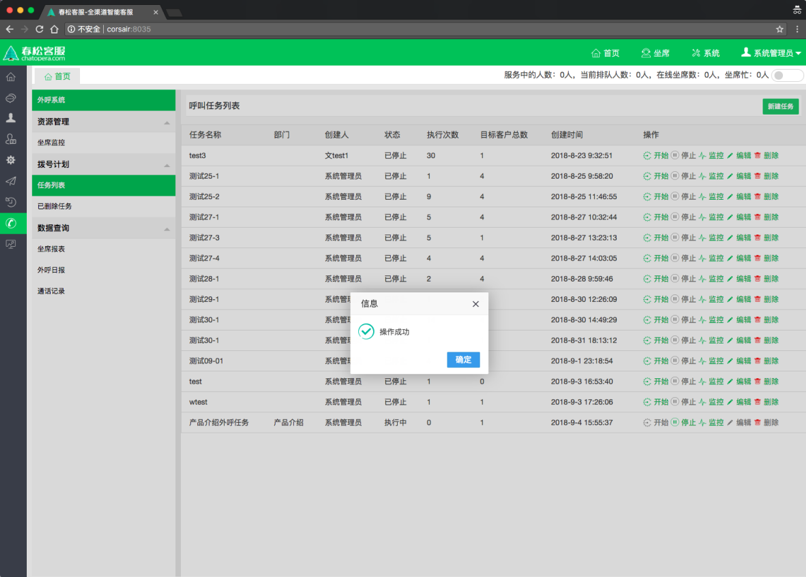 春松客服-全渠道智能客服
不安全 | corsair:8035
春松客服
chatopera.com
首页 坐席 系统 系统管理员
首页
服务中的人数：0人，当前排队人数：0人，在线坐席数：0人，坐席忙：0人
外呼系统
资源管理
坐席监控
拨号计划
任务列表
已删除任务
数据查询
坐席报表
外呼日报
通话记录
呼叫任务列表 新建任务
任务名称 部门 创建人 状态 执行次数 目标客户总数 创建时间 操作
test3 文test1 已停止 30 1 2018-8-23 9:32:51 开始 停止 监控 编辑 删除
测试25-1 系统管理员 已停止 1 4 2018-8-25 9:58:20 开始 停止 监控 编辑 删除
测试25-2 系统管理员 已停止 9 4 2018-8-25 11:46:55 开始 停止 监控 编辑 删除
测试27-1 系统管理员 已停止 5 4 2018-8-27 10:32:44 开始 停止 监控 编辑 删除
测试27-3 系统管理员 已停止 5 1 2018-8-27 13:23:13 开始 停止 监控 编辑 删除
测试27-4 系统管理员 已停止 4 4 2018-8-27 14:03:05 开始 停止 监控 编辑 删除
测试28-1 系统管理员 已停止 2 4 2018-8-28 9:59:46 开始 停止 监控 编辑 删除
测试29-1 系统管 2018-8-30 12:26:09 开始 停止 监控 编辑 删除
测试30-1 系统管 2018-8-30 14:49:29 开始 停止 监控 编辑 删除
测试30-1 系统管 2018-8-31 18:13:12 开始 停止 监控 编辑 删除
测试09-01 系统管 2018-9-1 23:18:54 开始 停止 监控 编辑 删除
test 系统管理员 已停止 1 0 2018-9-3 16:53:40 开始 停止 监控 编辑 删除
wtest 系统管理员 已停止 1 1 2018-9-3 17:26:06 开始 停止 监控 编辑 删除
产品介绍外呼任务 产品介绍 系统管理员 执行中 0 1 2018-9-4 15:55:37 开始 停止 监控 编辑 删除
信息
操作成功
确定